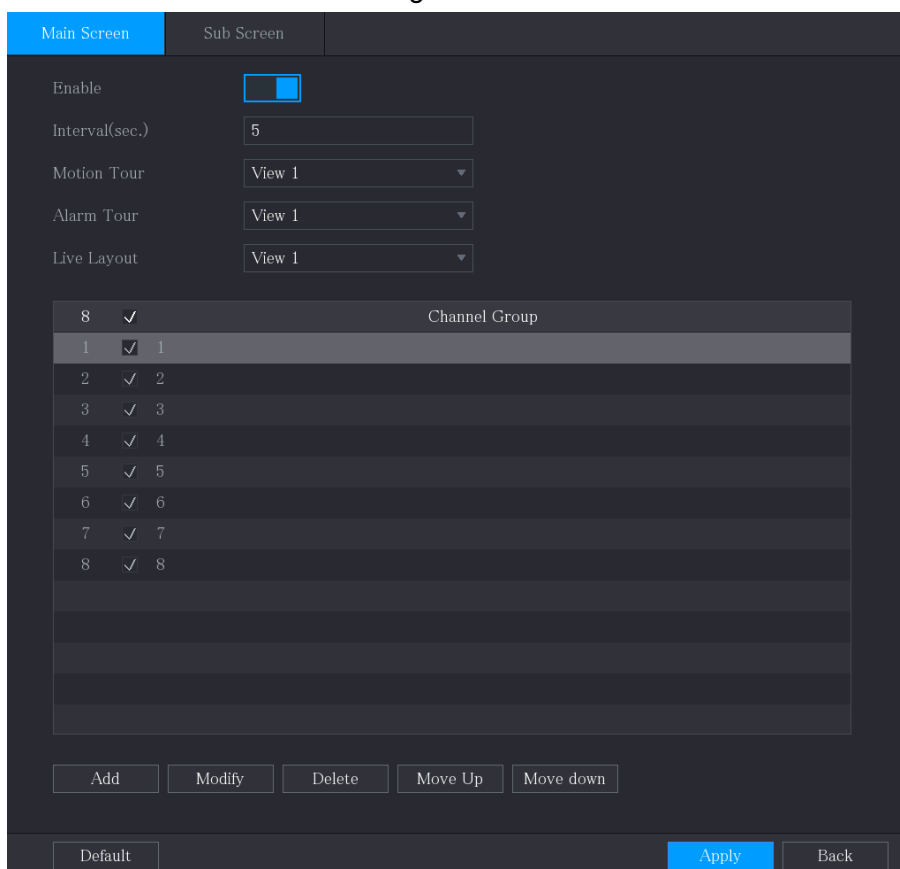 Main Screen Sub Screen
Enable
Interval(sec.) 5
Motion Tour View 1
Alarm Tour View 1
Live Layout View 1
8 Channel Group
1 1
2 2
3 3
4 4
5 5
6 6
7 7
8 8
Add Modify Delete Move Up Move down
Default Apply Back